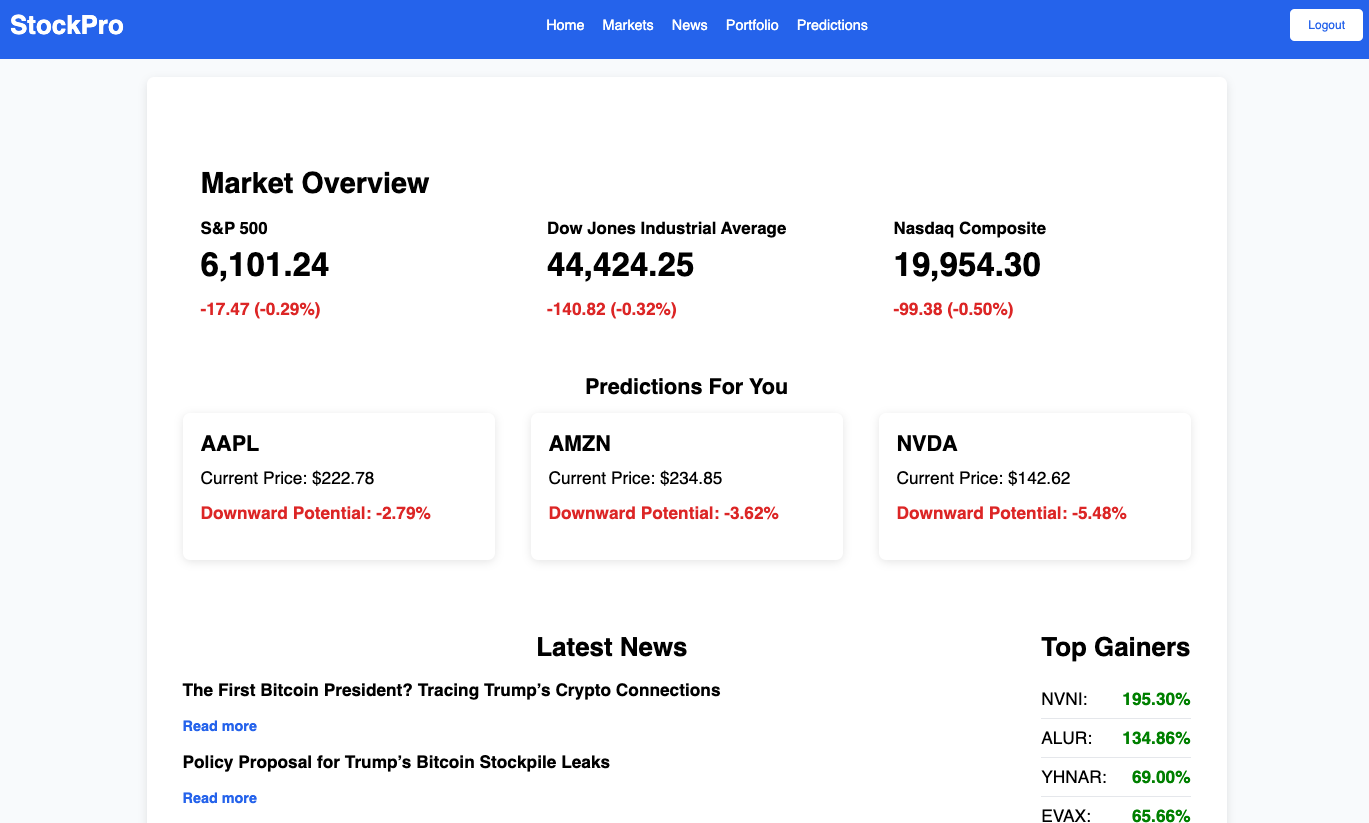 StockPro
Home Markets News Portfolio Predictions
Logout
Market Overview
S&P 500
6,101.24
-17.47 (-0.29%)
Dow Jones Industrial Average
44,424.25
-140.82 (-0.32%)
Nasdaq Composite
19,954.30
-99.38 (-0.50%)
Predictions For You
AAPL
Current Price: $222.78
Downward Potential: -2.79%
AMZN
Current Price: $234.85
Downward Potential: -3.62%
NVDA
Current Price: $142.62
Downward Potential: -5.48%
Latest News
The First Bitcoin President? Tracing Trump’s Crypto Connections
Read more
Policy Proposal for Trump’s Bitcoin Stockpile Leaks
Read more
Top Gainers
NVNI: 195.30%
ALUR: 134.86%
YHNAR: 69.00%
EVAX: 65.66%